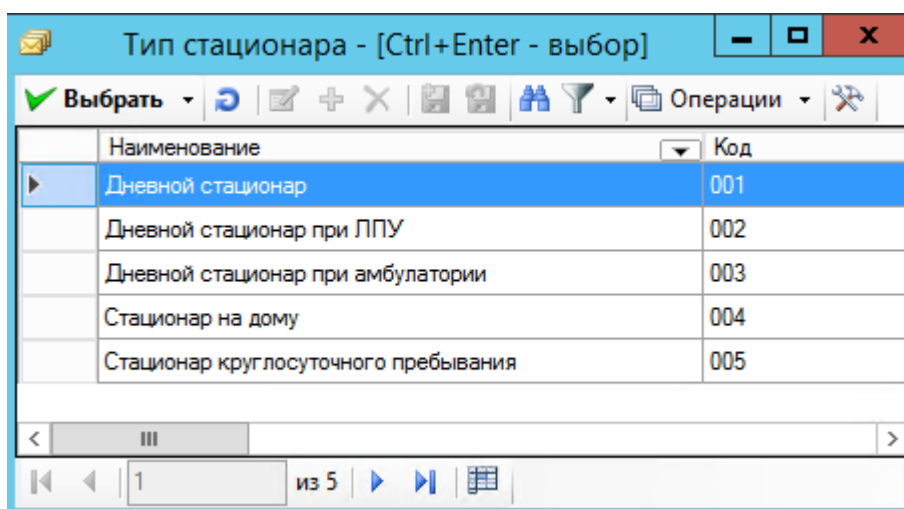 Тип стационара - [Ctrl+Enter - выбор]
Выбрать Операции
Наименование Код
Дневной стационар 001
Дневной стационар при ЛПУ 002
Дневной стационар при амбулатории 003
Стационар на дому 004
Стационар круглосуточного пребывания 005
1 из 5